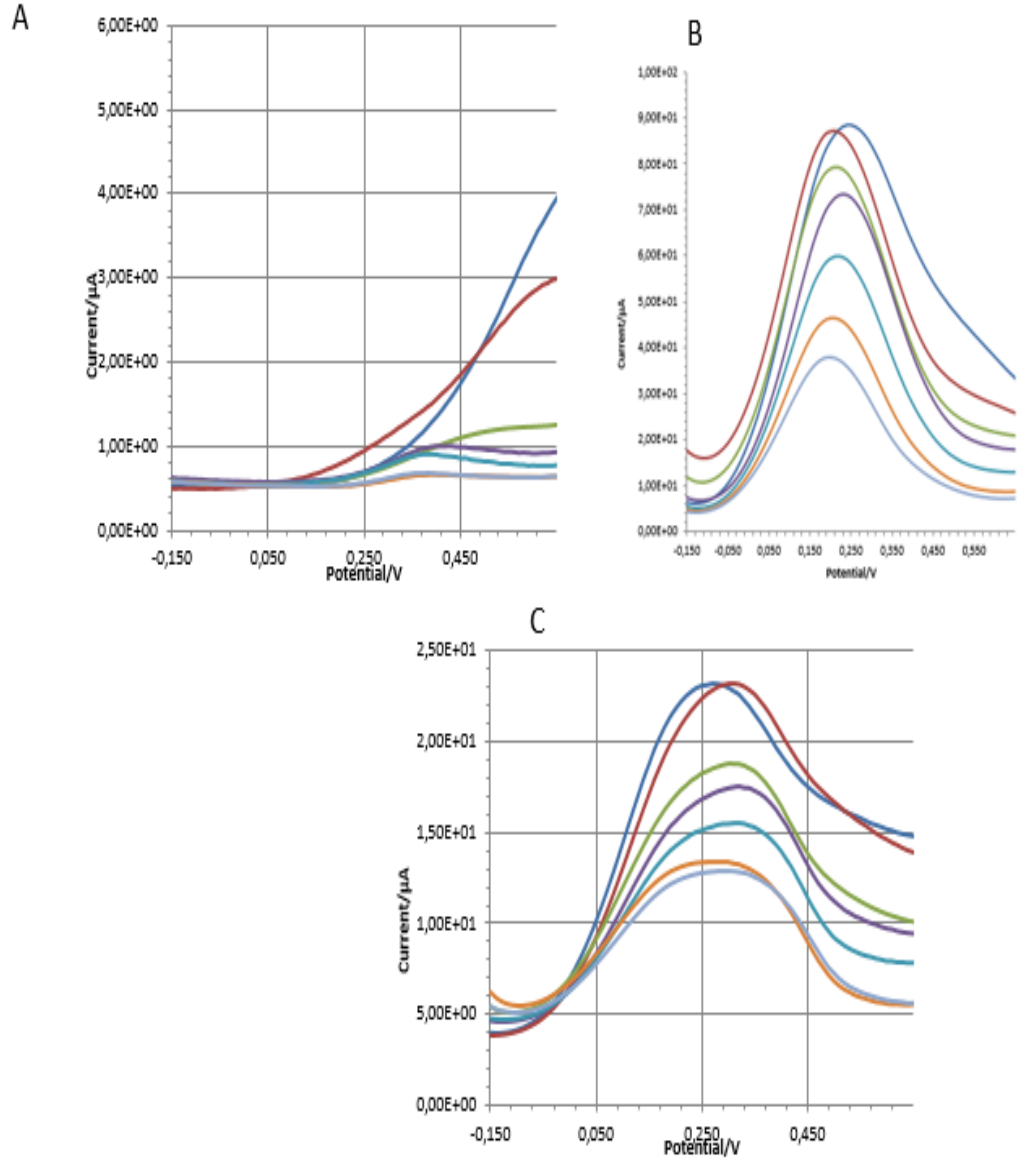 A
6,00E+00
5,00E+00
4,00E+00
3,00E+00
2,00E+00
1,00E+00
0,00E+00
Current/µA
-0,150
0,050
0,250
0,450
Potential/V
B
1,00E+02
9,00E+01
8,00E+01
7,00E+01
6,00E+01
5,00E+01
4,00E+01
3,00E+01
2,00E+01
1,00E+01
0,00E+00
Current/µA
-0,150
-0,050
0,050
0,150
0,250
0,350
0,450
0,550
Potential/V
C
2,50E+01
2,00E+01
1,50E+01
1,00E+01
5,00E+00
0,00E+00
Current/µA
-0,150
0,050
0,250
0,450
Potential/V